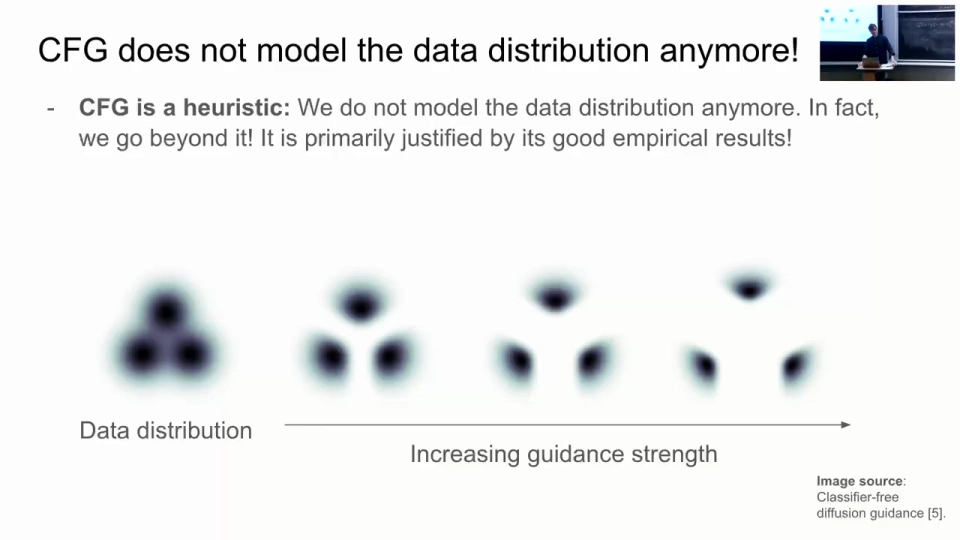 CFG does not model the data distribution anymore!
- CFG is a heuristic: We do not model the data distribution anymore. In fact,
we go beyond it! It is primarily justified by its good empirical results!
Data distribution
Increasing guidance strength
Image source:
Classifier-free
diffusion guidance [5].